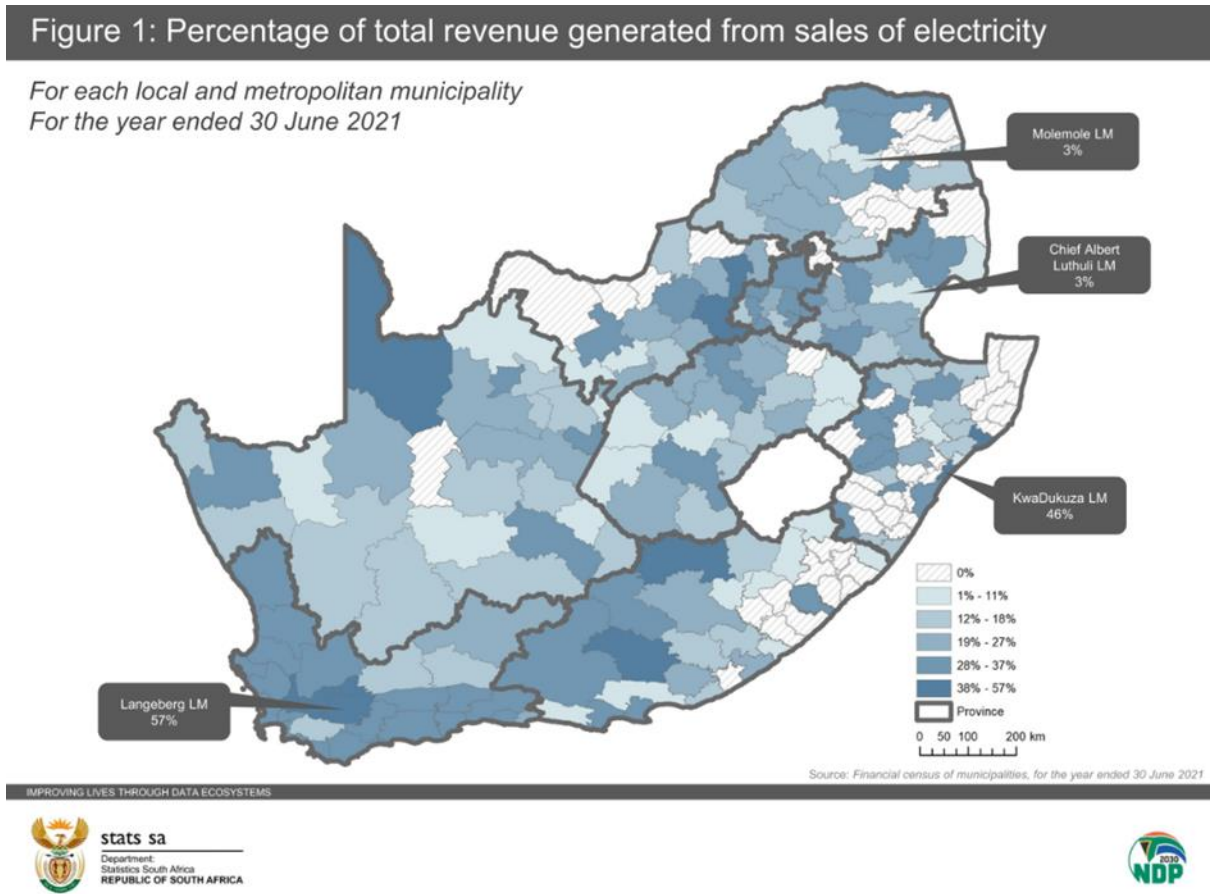 Figure 1: Percentage of total revenue generated from sales of electricity
For each local and metropolitan municipality
For the year ended 30 June 2021
Molemole LM
3%
Chief Albert
Luthuli LM
3%
KwaDukuza LM
46%
Langeberg LM
57%
0%
1% - 11%
12% - 18%
19% - 27%
28% - 37%
38% - 57%
Province
0 50 100 200 km
Source: Financial census of municipalities, for the year ended 30 June 2021
IMPROVING LIVES THROUGH DATA ECOSYSTEMS
stats sa
Department:
Statistics South Africa
REPUBLIC OF SOUTH AFRICA
2030
NDP